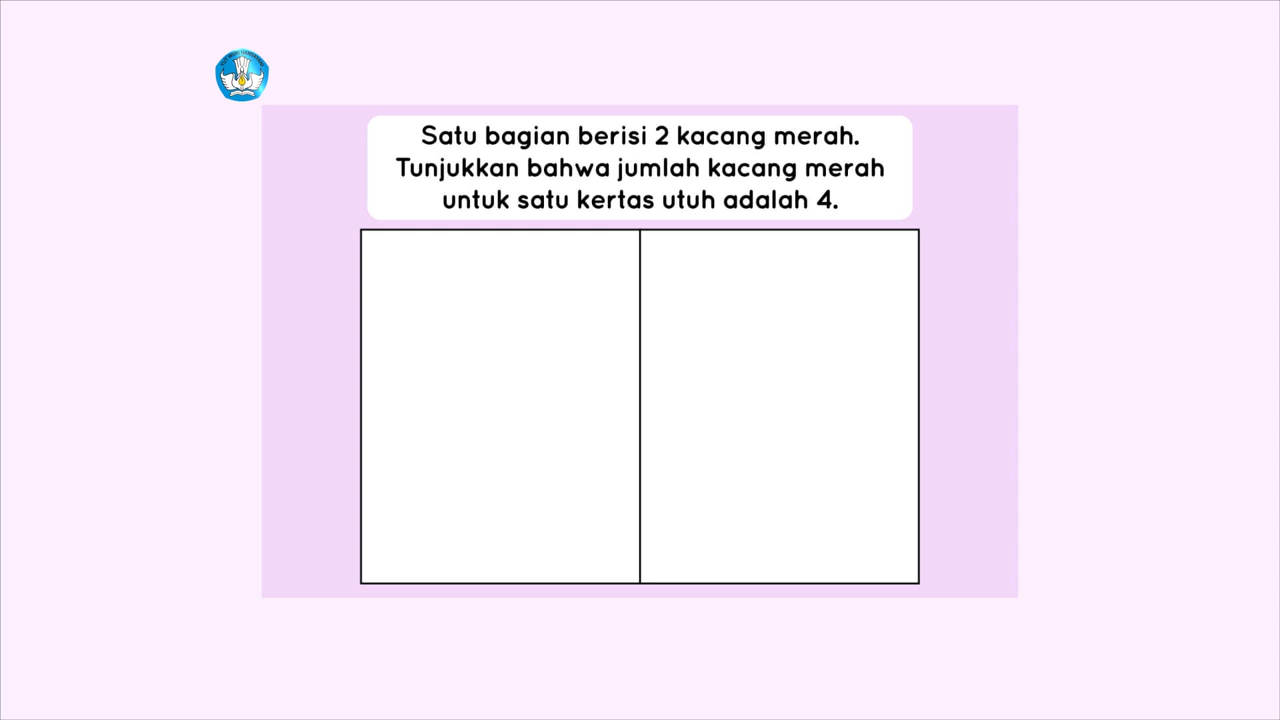 Satu bagian berisi 2 kacang merah.
Tunjukkan bahwa jumlah kacang merah
untuk satu kertas utuh adalah 4.